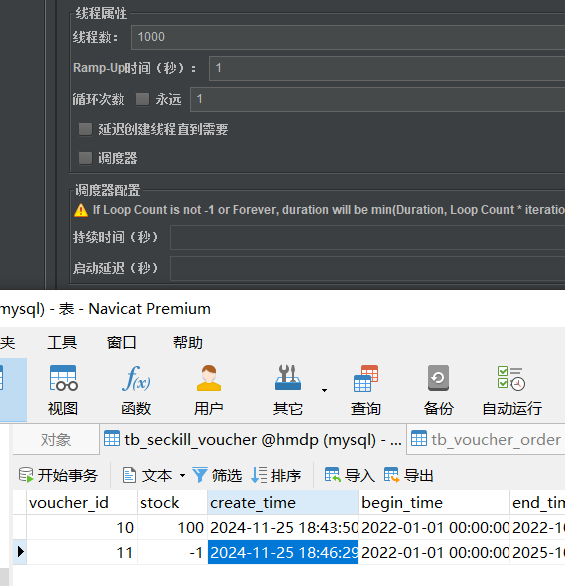 线程属性
线程数： 1000
Ramp-Up时间（秒）： 1
循环次数 永远 1
延迟创建线程直到需要
调度器
调度器配置
If Loop Count is not -1 or Forever, duration will be min(Duration, Loop Count * iteratio
持续时间（秒）
启动延迟（秒）
mysql) - 表 - Navicat Premium
夹 工具 窗口 帮助
视图 函数 用户 其它 查询 备份 自动运行
对象 tb_seckill_voucher @hmdp (mysql) - ... tb_voucher_order
开始事务 文本 筛选 排序 导入 导出
voucher_id stock create_time begin_time end_tim
10 100 2024-11-25 18:43:50 2022-01-01 00:00:00 2022-10
11 -1 2024-11-25 18:46:29 2022-01-01 00:00:00 2025-10